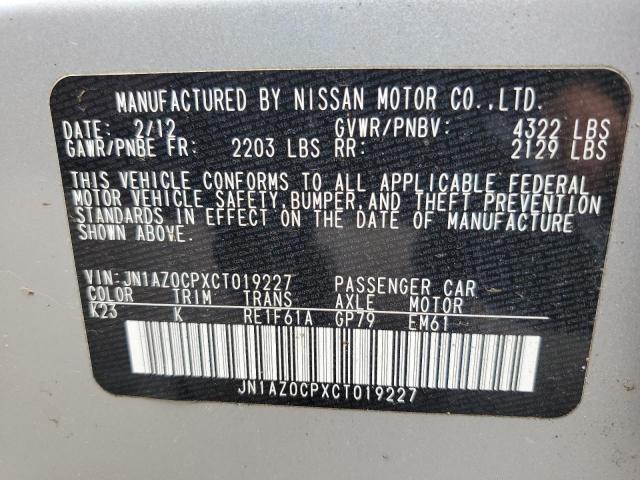 MANUFACTURED BY NISSAN MOTOR CO.,LTD.
DATE: 2/12 GVWR/PNBV: 4322 LBS
GAWR/PNBE FR: 2203 LBS RR: 2129 LBS
THIS VEHICLE CONFORMS TO ALL APPLICABLE FEDERAL
MOTOR VEHICLE SAFETY,BUMPER,AND THEFT PREVENTION
STANDARDS IN EFFECT ON THE DATE OF MANUFACTURE
SHOWN ABOVE.
VIN:JN1AZ0CPXCT019227 PASSENGER CAR
COLOR TRIM TRANS AXLE MOTOR
K23 K RE1F61A GP79 EM61
JN1AZ0CPXCT019227